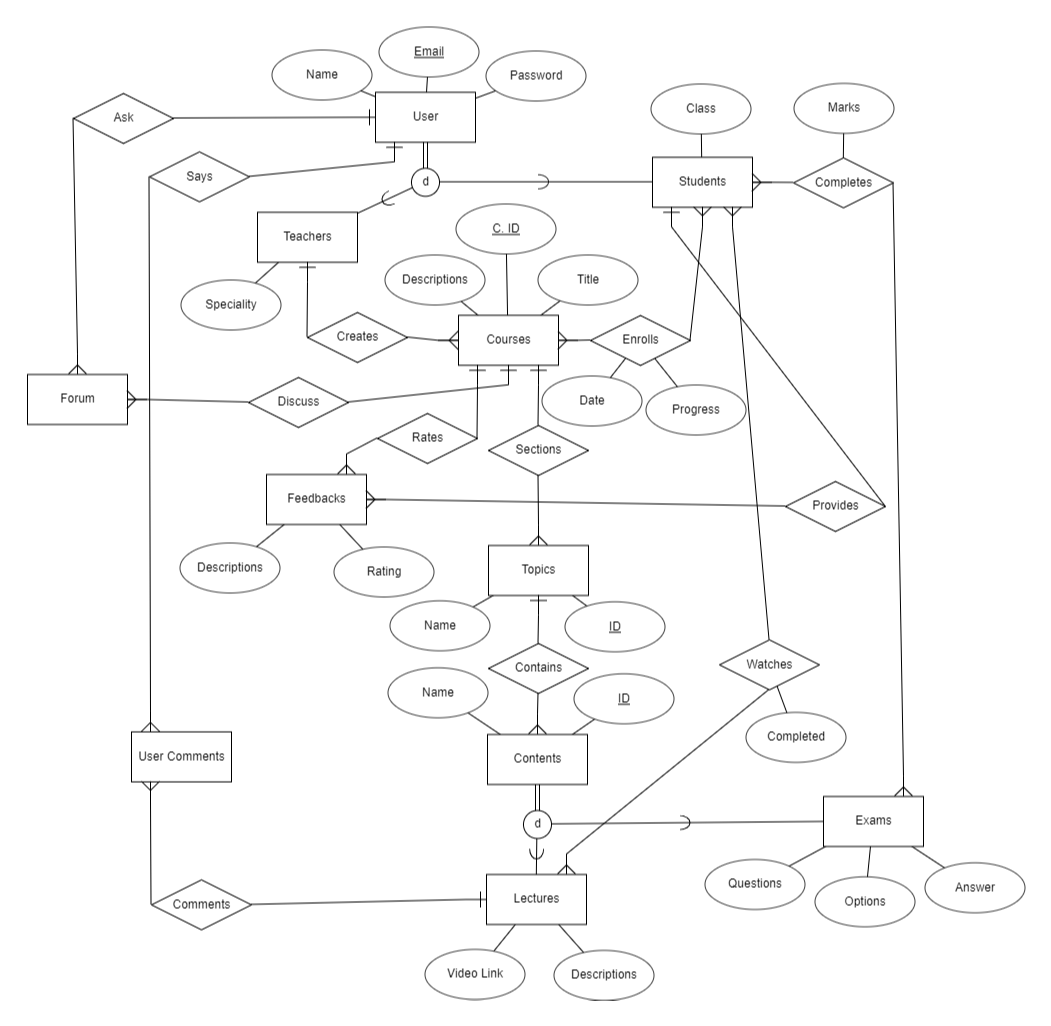 Email
Name
Password
Ask
User
Class
Marks
Says
d
Students
Completes
Teachers
C. ID
Speciality
Descriptions
Title
Creates
Courses
Enrolls
Forum
Discuss
Date
Progress
Rates
Sections
Feedbacks
Provides
Descriptions
Rating
Topics
Name
ID
Contains
Watches
Name
ID
Completed
User Comments
Contents
d
Exams
Questions
Options
Answer
Comments
Lectures
Video Link
Descriptions